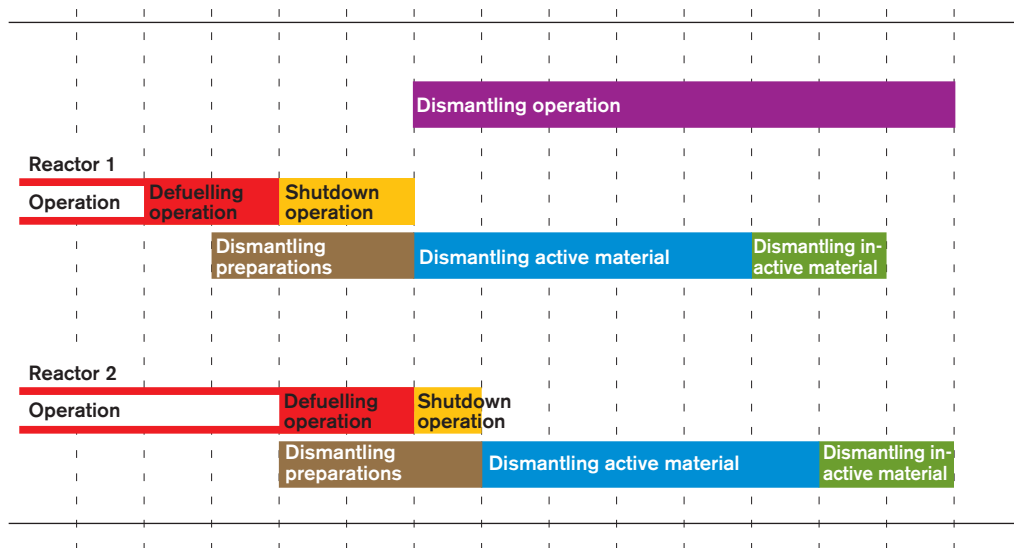 Dismantling operation
Reactor 1
Operation
Defuelling
operation
Shutdown
operation
Dismantling
preparations
Dismantling active material
Dismantling in-
active material
Reactor 2
Operation
Defuelling
operation
Shutdown
operation
Dismantling
preparations
Dismantling active material
Dismantling in-
active material